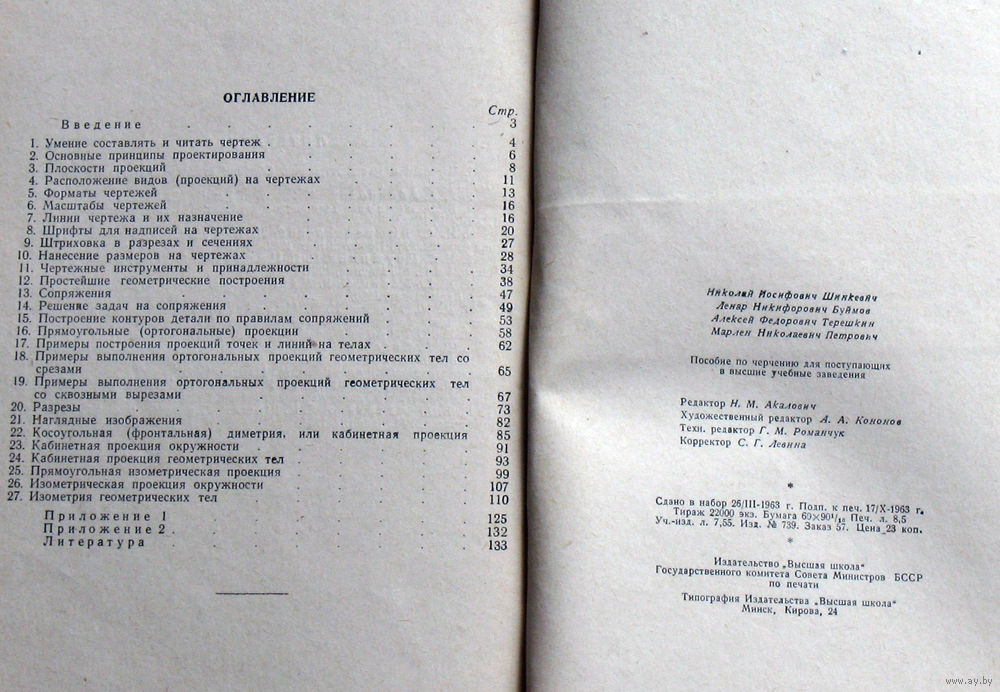 ОГЛАВЛЕНИЕ
Стр.
Введение . . . . . . . 3
1. Умение составлять и читать чертеж . . . . . . 4
2. Основные принципы проектирования . . . . . . 6
3. Плоскости проекций . . . . . . . 8
4. Расположение видов (проекций) на чертежах . . . . 11
5. Форматы чертежей . . . . . . . 13
6. Масштабы чертежей . . . . . . . 16
7. Линии чертежа и их назначение . . . . . 16
8. Шрифты для надписей на чертежах . . . . . 20
9. Штриховка в разрезах и сечениях . . . . . 27
10. Нанесение размеров на чертежах . . . . . 28
11. Чертежные инструменты и принадлежности . . . . 34
12. Простейшие геометрические построения . . . . 38
13. Сопряжения . . . . . . . 47
14. Решение задач на сопряжения . . . . . 49
15. Построение контуров детали по правилам сопряжений . . 53
16. Прямоугольные (ортогональные) проекции . . . . 58
17. Примеры построения проекций точек и линий на телах . . 62
18. Примеры выполнения ортогональных проекций геометрических тел со
срезами . . . . . . . 65
19. Примеры выполнения ортогональных проекций геометрических тел
со сквозными вырезами . . . . . . 67
20. Разрезы . . . . . . . 73
21. Наглядные изображения . . . . . . 82
22. Косоугольная (фронтальная) диметрия, или кабинетная проекция 85
23. Кабинетная проекция окружности . . . . . 91
24. Кабинетная проекция геометрических тел . . . . 93
25. Прямоугольная изометрическая проекция . . . . 99
26. Изометрическая проекция окружности . . . . 107
27. Изометрия геометрических тел . . . . . 110
Приложение 1 . . . . . . 125
Приложение 2 . . . . . . 132
Литература . . . . . . 133
Николай Иосифович Шинкевич
Ленар Никифорович Буймов
Алексей Федорович Терешкин
Марлен Николаевич Петрович
Пособие по черчению для поступающих
в высшие учебные заведения
Редактор Н. М. Акалович
Художественный редактор А. А. Кононов
Техн. редактор Г. М. Романчук
Корректор С. Г. Левина
*
Сдано в набор 26/III-1963 г. Подп. к печ. 17/X-1963 г.
Тираж 22000 экз. Бумага 60×90¹/₁₆ Печ. л. 8,5
Уч.-изд. л. 7,55. Изд. № 739. Заказ 57. Цена 23 коп.
*
Издательство „Высшая школа“
Государственного комитета Совета Министров БССР
по печати
Типография Издательства „Высшая школа“
Минск, Кирова, 24
www.ay.by